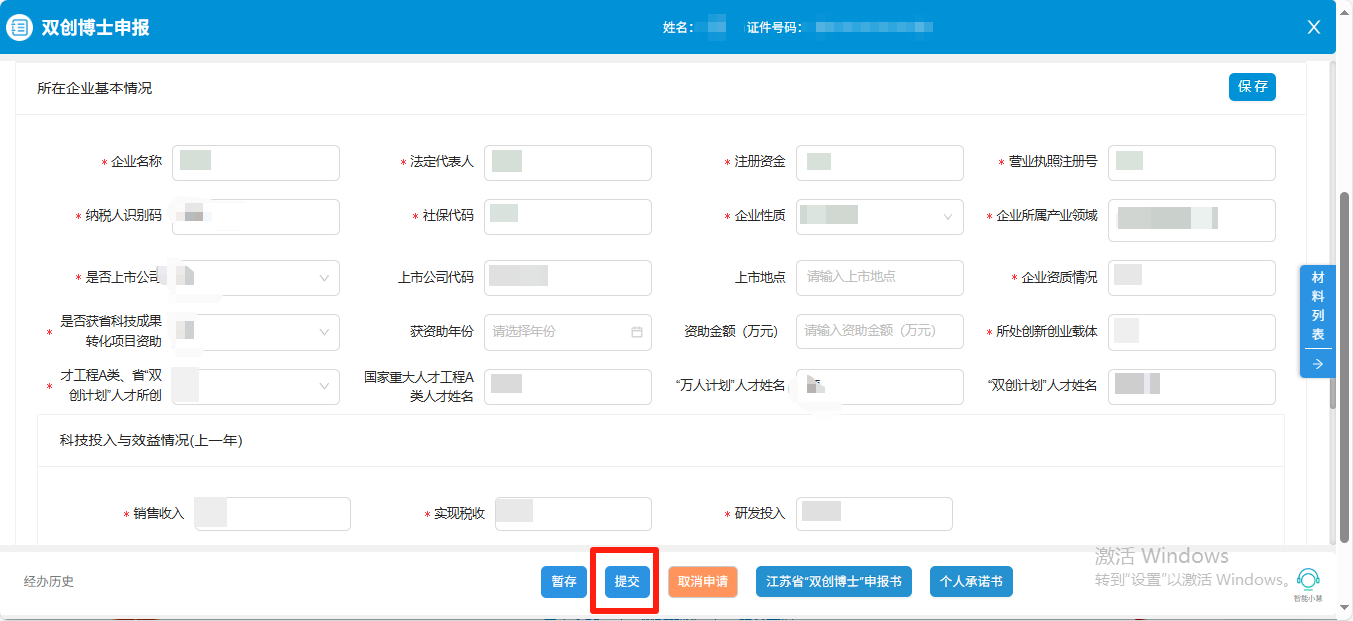 双创博士申报 姓名： 证件号码：
所在企业基本情况 保存
* 企业名称 * 法定代表人 * 注册资金 * 营业执照注册号
* 纳税人识别码 * 社保代码 * 企业性质 * 企业所属产业领域
* 是否上市公司 上市公司代码 上市地点 请输入上市地点 * 企业资质情况
* 是否获省科技成果
转化项目资助 获资助年份 请选择年份 资助金额（万元） 请输入资助金额（万元） * 所处创新创业载体
* 才工程A类、省“双
创计划”人才所创 国家重大人才工程A
类人才姓名 “万人计划”人才姓名 “双创计划”人才姓名
材
料
列
表
科技投入与效益情况(上一年)
* 销售收入 * 实现税收 * 研发投入
经办历史 暂存 提交 取消申请 江苏省“双创博士”申报书 个人承诺书
激活 Windows
转到“设置”以激活 Windows。
智能小慧